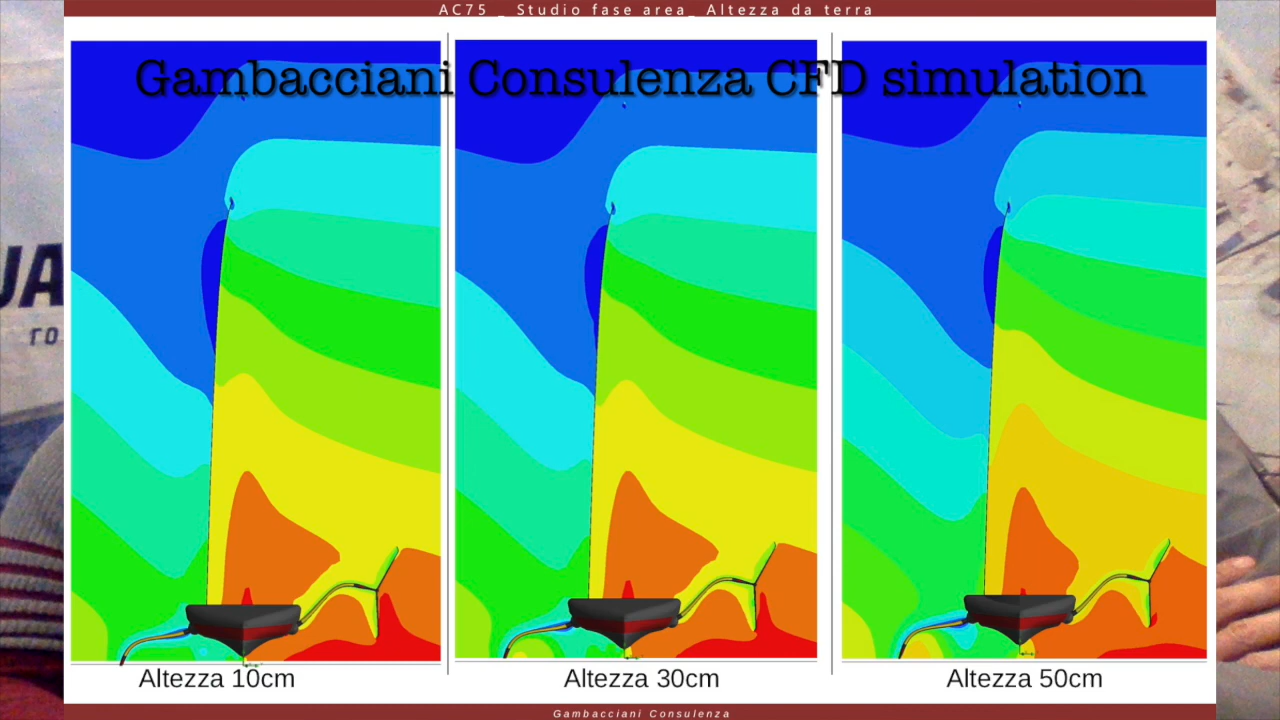 AC75 _ Studio fase area_ Altezza da terra
Gambacciani Consulenza CFD simulation
Altezza 10cm
Altezza 30cm
Altezza 50cm
Gambacciani Consulenza